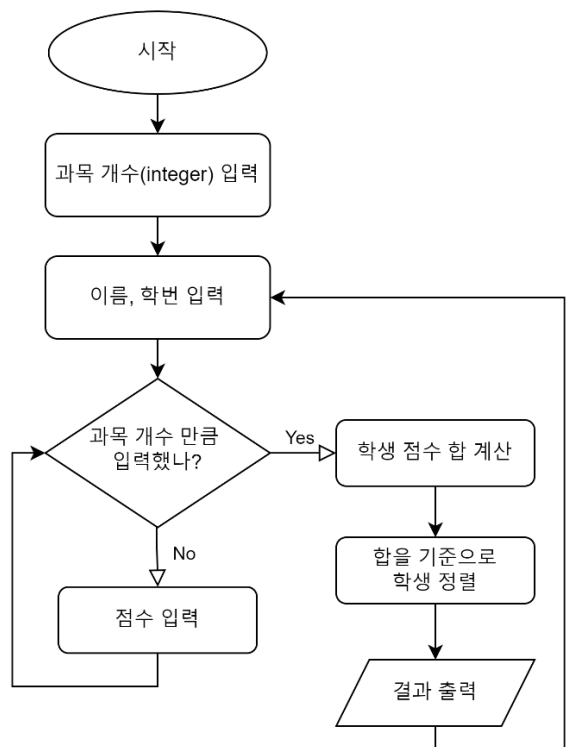 시작
과목 개수(integer) 입력
이름, 학번 입력
과목 개수 만큼
입력했나?
Yes
학생 점수 합 계산
No
합을 기준으로
학생 정렬
점수 입력
결과 출력